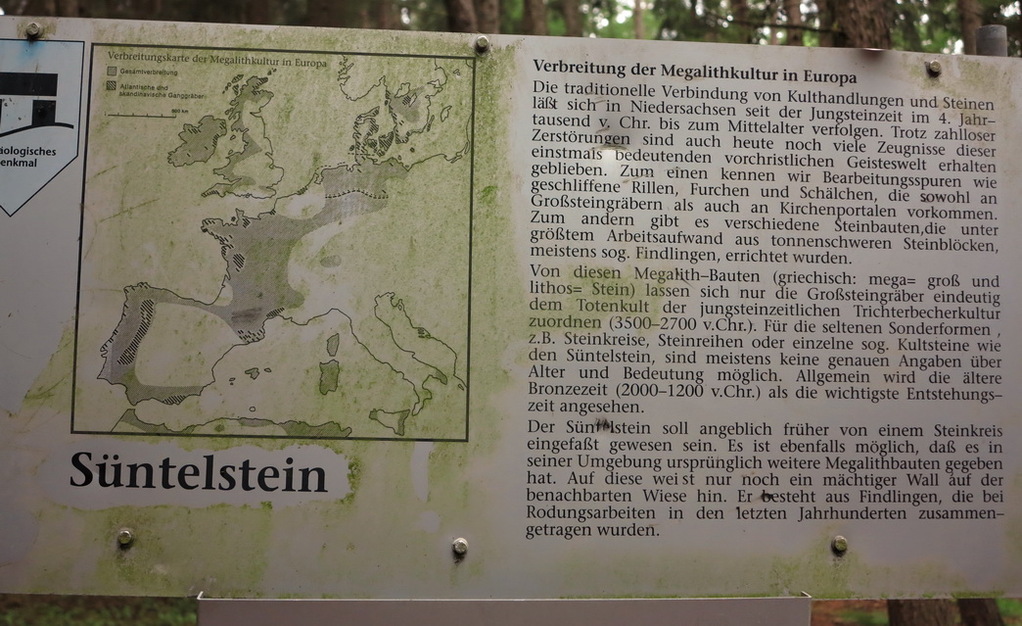 äologisches
enkmal
Verbreitungskarte der Megalithkultur in Europa
Gesamtverbreitung
Atlantische und
skandinavische Ganggräber
Süntelstein
Verbreitung der Megalithkultur in Europa
Die traditionelle Verbindung von Kulthandlungen und Steinen
läßt sich in Niedersachsen seit der Jungsteinzeit im 4. Jahr-
tausend v. Chr. bis zum Mittelalter verfolgen. Trotz zahlloser
Zerstörungen sind auch heute noch viele Zeugnisse dieser
einstmals bedeutenden vorchristlichen Geisteswelt erhalten
geblieben. Zum einen kennen wir Bearbeitungsspuren wie
geschliffene Rillen, Furchen und Schälchen, die sowohl an
Großsteingräbern als auch an Kirchenportalen vorkommen.
Zum andern gibt es verschiedene Steinbauten,die unter
größtem Arbeitsaufwand aus tonnenschweren Steinblöcken,
meistens sog. Findlingen, errichtet wurden.
Von diesen Megalith-Bauten (griechisch: mega= groß und
lithos= Stein) lassen sich nur die Großsteingräber eindeutig
dem Totenkult der jungsteinzeitlichen Trichterbecherkultur
zuordnen (3500-2700 v.Chr.). Für die seltenen Sonderformen ,
z.B. Steinkreise, Steinreihen oder einzelne sog. Kultsteine wie
den Süntelstein, sind meistens keine genauen Angaben über
Alter und Bedeutung möglich. Allgemein wird die ältere
Bronzezeit (2000-1200 v.Chr.) als die wichtigste Entstehungs-
zeit angesehen.
Der Süntelstein soll angeblich früher von einem Steinkreis
eingefaßt gewesen sein. Es ist ebenfalls möglich, daß es in
seiner Umgebung ursprünglich weitere Megalithbauten gegeben
hat. Auf diese weist nur noch ein mächtiger Wall auf der
benachbarten Wiese hin. Er besteht aus Findlingen, die bei
Rodungsarbeiten in den letzten Jahrhunderten zusammen-
getragen wurden.